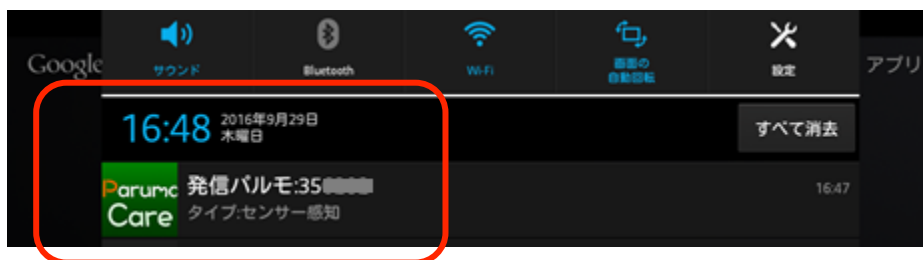 Google
サウンド
Bluetooth
Wi-Fi
画面の
自動回転
設定
アプリ
16:48
2016年9月29日
木曜日
すべて消去
Parumo
Care
発信パルモ:35
16:47
タイプ:センサー感知